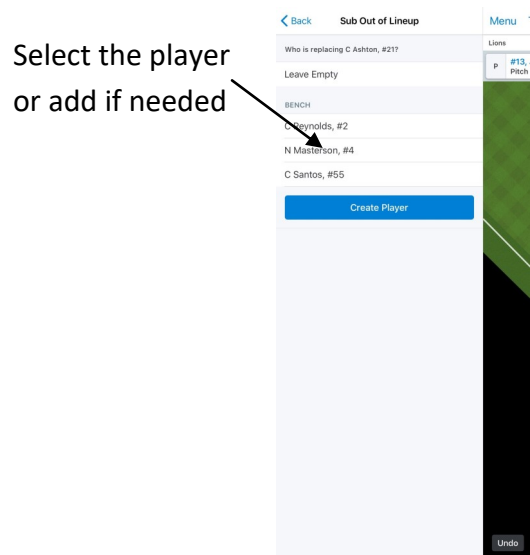 Select the player
or add if needed
Back Sub Out of Lineup
Who is replacing C Ashton, #21?
Leave Empty
BENCH
C Reynolds, #2
N Masterson, #4
C Santos, #55
Create Player
Menu
Lions
P #13,
Pitch
Undo